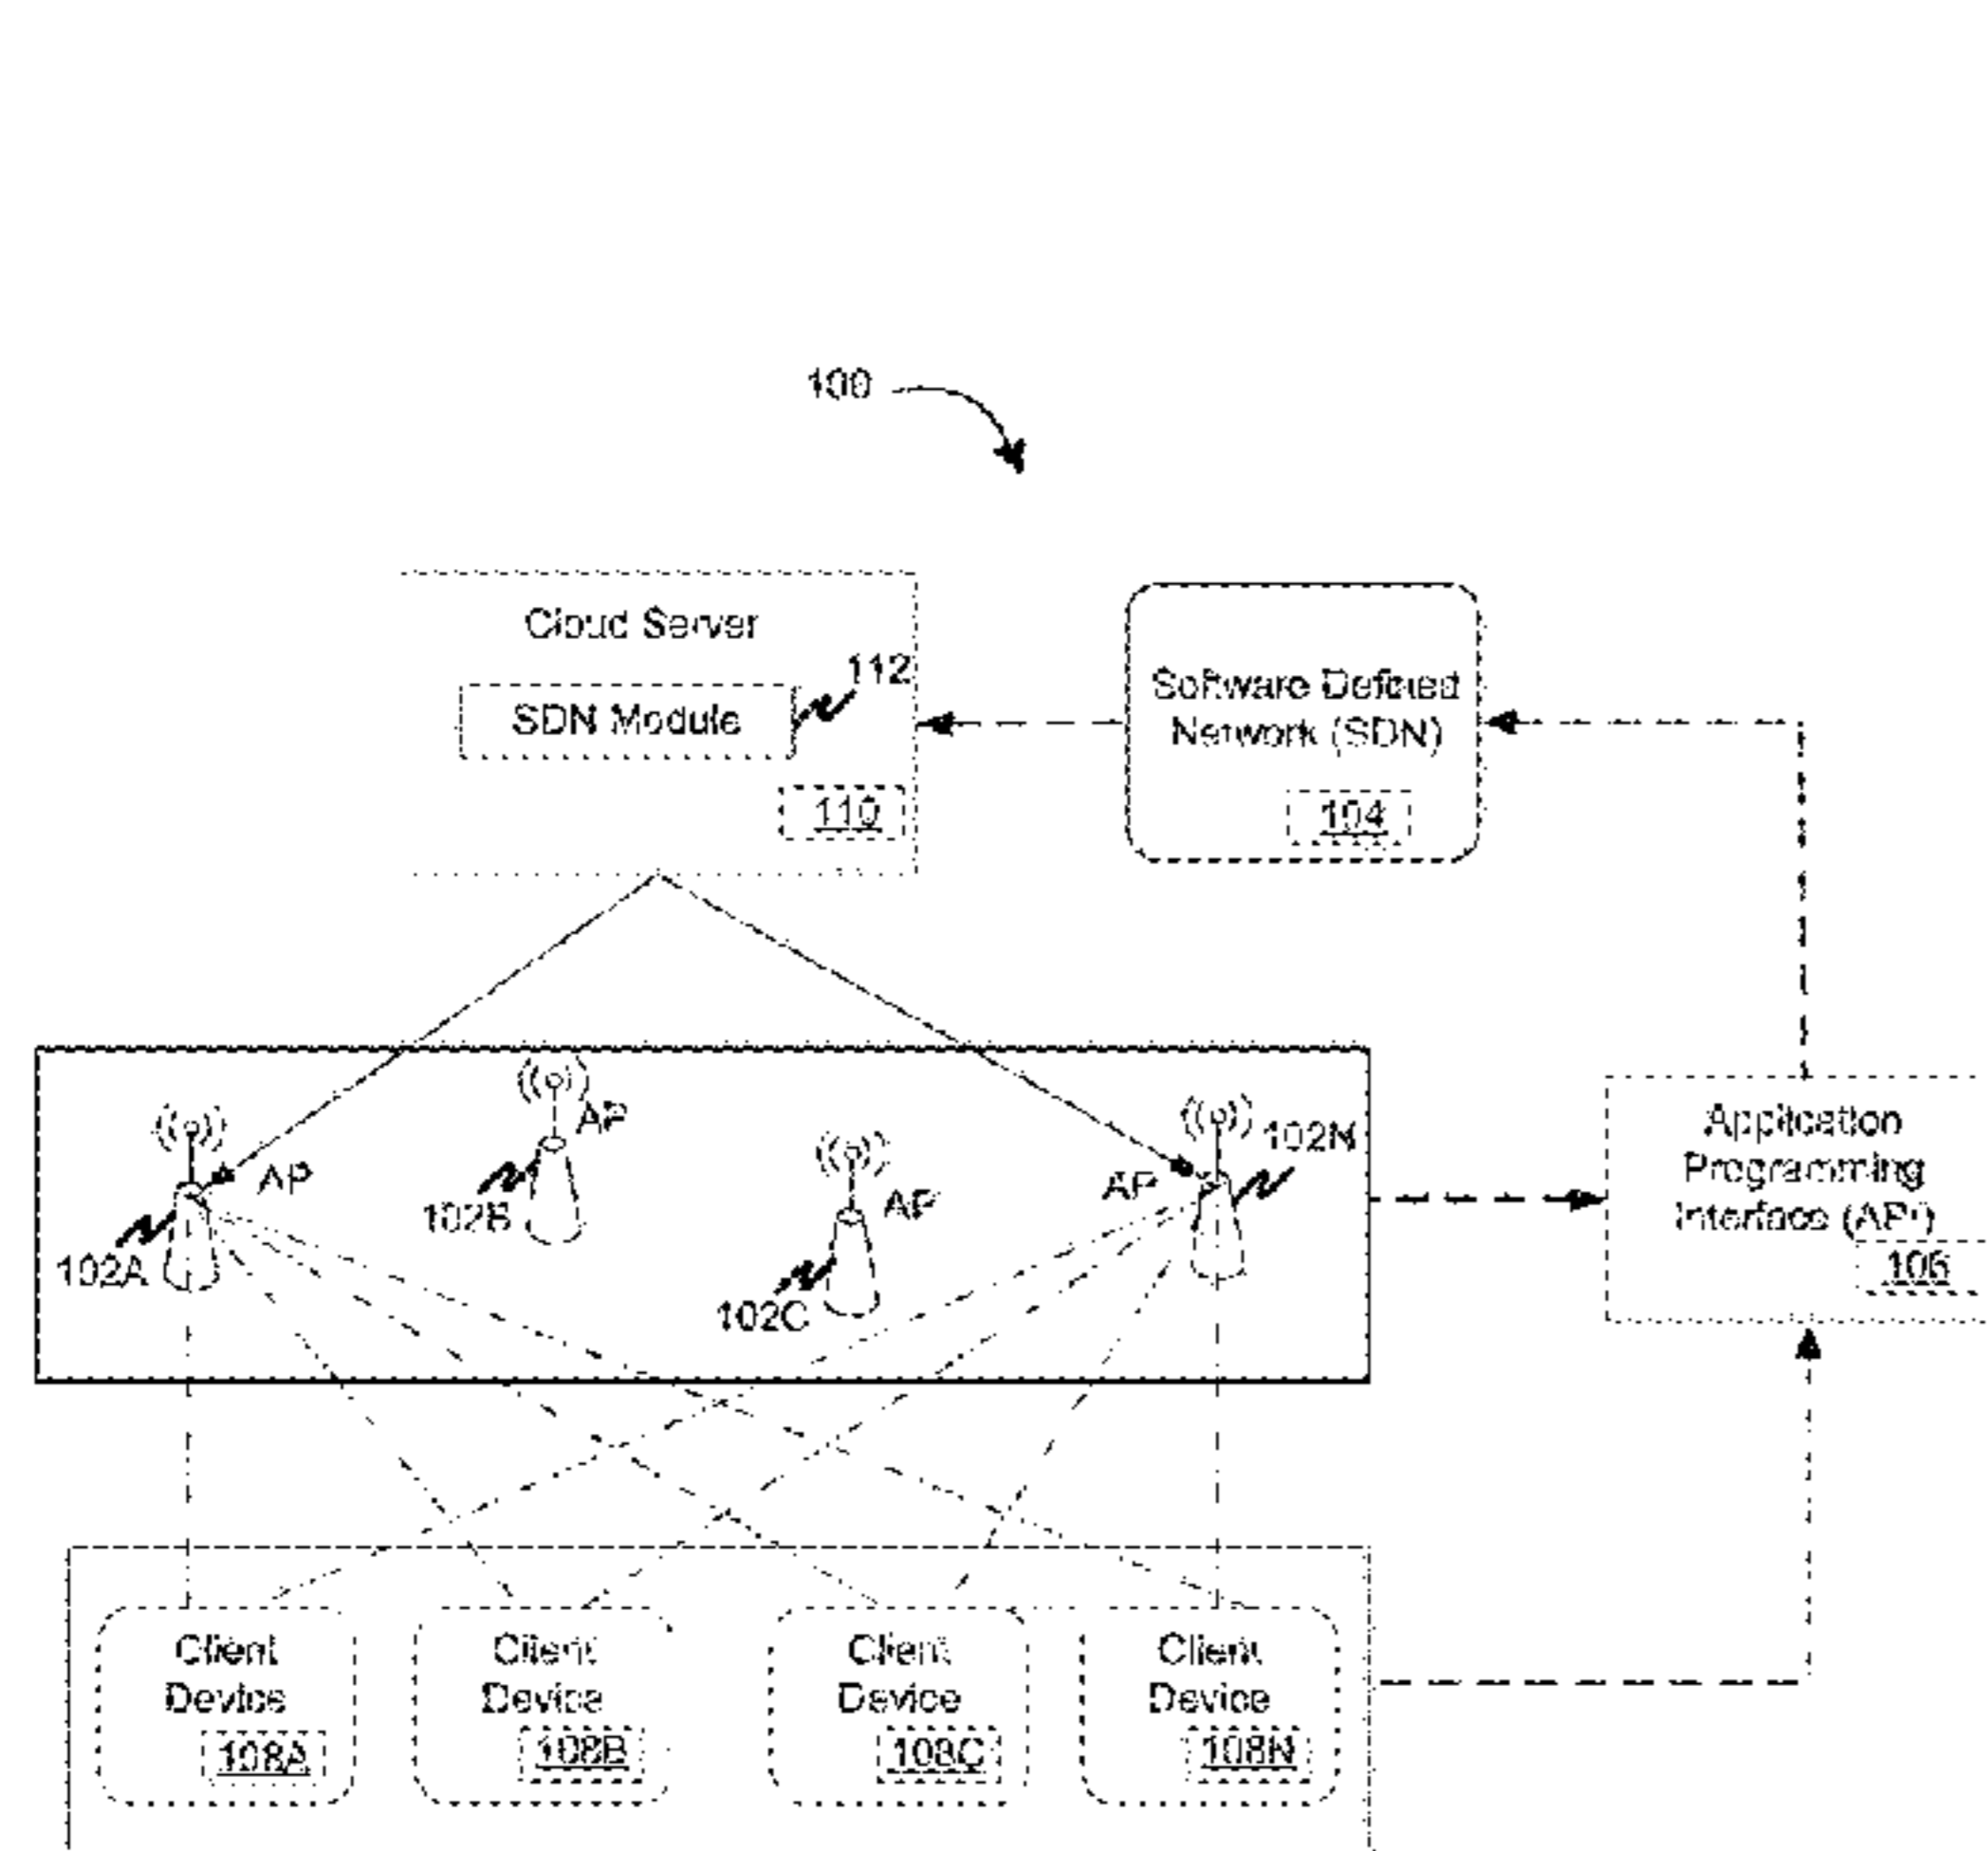 100
Cloud Server
112
SDN Module
110
Software Defined
Network (SDN)
104
AP
AP
AP
AP
102N
102B
102A
102C
Application
Programming
Interface (API)
106
Client
Device
108A
Client
Device
108B
Client
Device
108C
Client
Device
108N